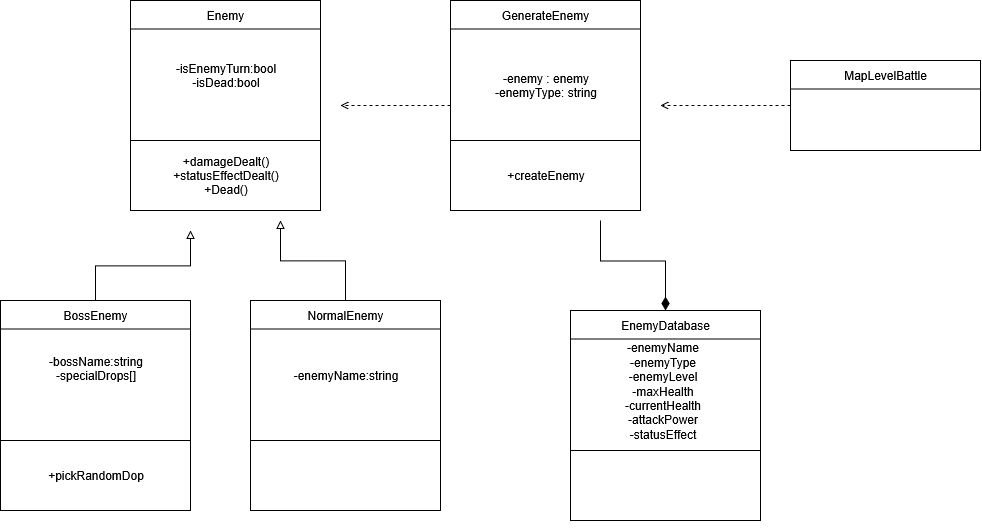 Enemy
-isEnemyTurn:bool
-isDead:bool
+damageDealt()
+statusEffectDealt()
+Dead()
GenerateEnemy
-enemy : enemy
-enemyType: string
+createEnemy
MapLevelBattle
BossEnemy
-bossName:string
-specialDrops[]
+pickRandomDop
NormalEnemy
-enemyName:string
EnemyDatabase
-enemyName
-enemyType
-enemyLevel
-maxHealth
-currentHealth
-attackPower
-statusEffect